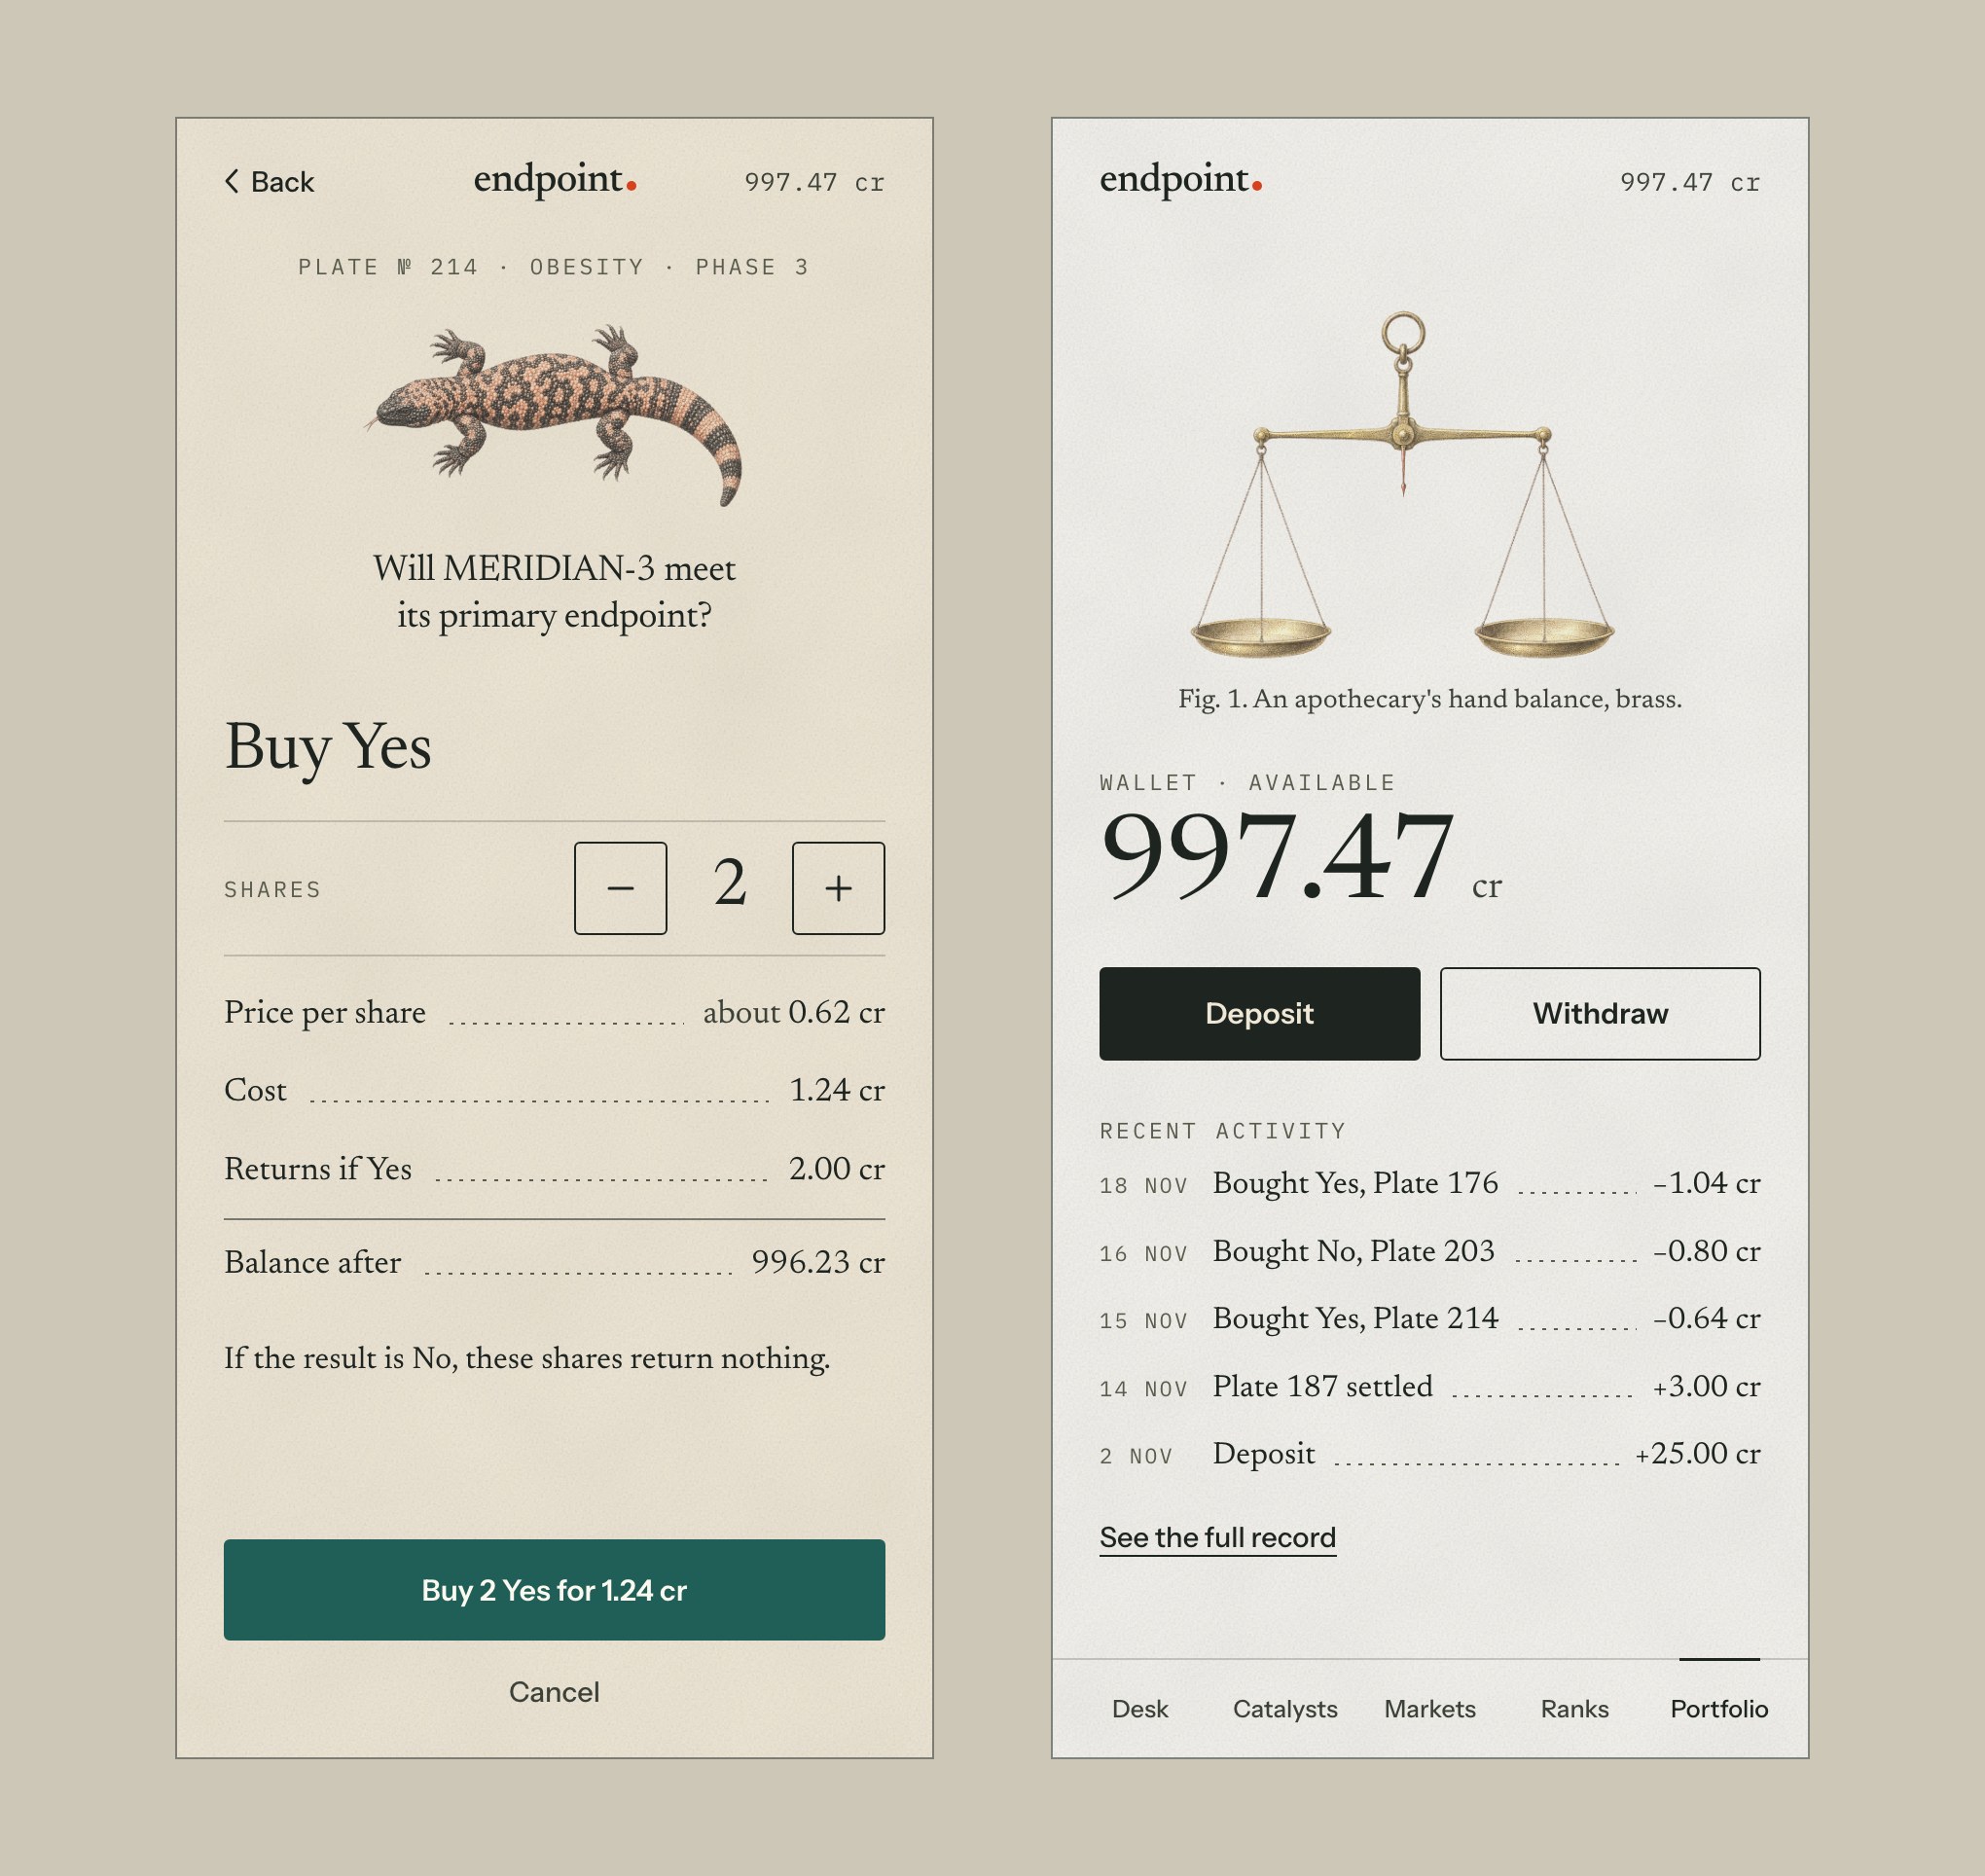 Back
endpoint.
997.47 cr
PLATE № 214 · OBESITY · PHASE 3
Will MERIDIAN-3 meet
its primary endpoint?
Buy Yes
SHARES − 2 +
Price per share about 0.62 cr
Cost 1.24 cr
Returns if Yes 2.00 cr
Balance after 996.23 cr
If the result is No, these shares return nothing.
Buy 2 Yes for 1.24 cr
Cancel
endpoint.
997.47 cr
Fig. 1. An apothecary's hand balance, brass.
WALLET · AVAILABLE
997.47 cr
Deposit
Withdraw
RECENT ACTIVITY
18 NOV Bought Yes, Plate 176 −1.04 cr
16 NOV Bought No, Plate 203 −0.80 cr
15 NOV Bought Yes, Plate 214 −0.64 cr
14 NOV Plate 187 settled +3.00 cr
2 NOV Deposit +25.00 cr
See the full record
Desk Catalysts Markets Ranks Portfolio